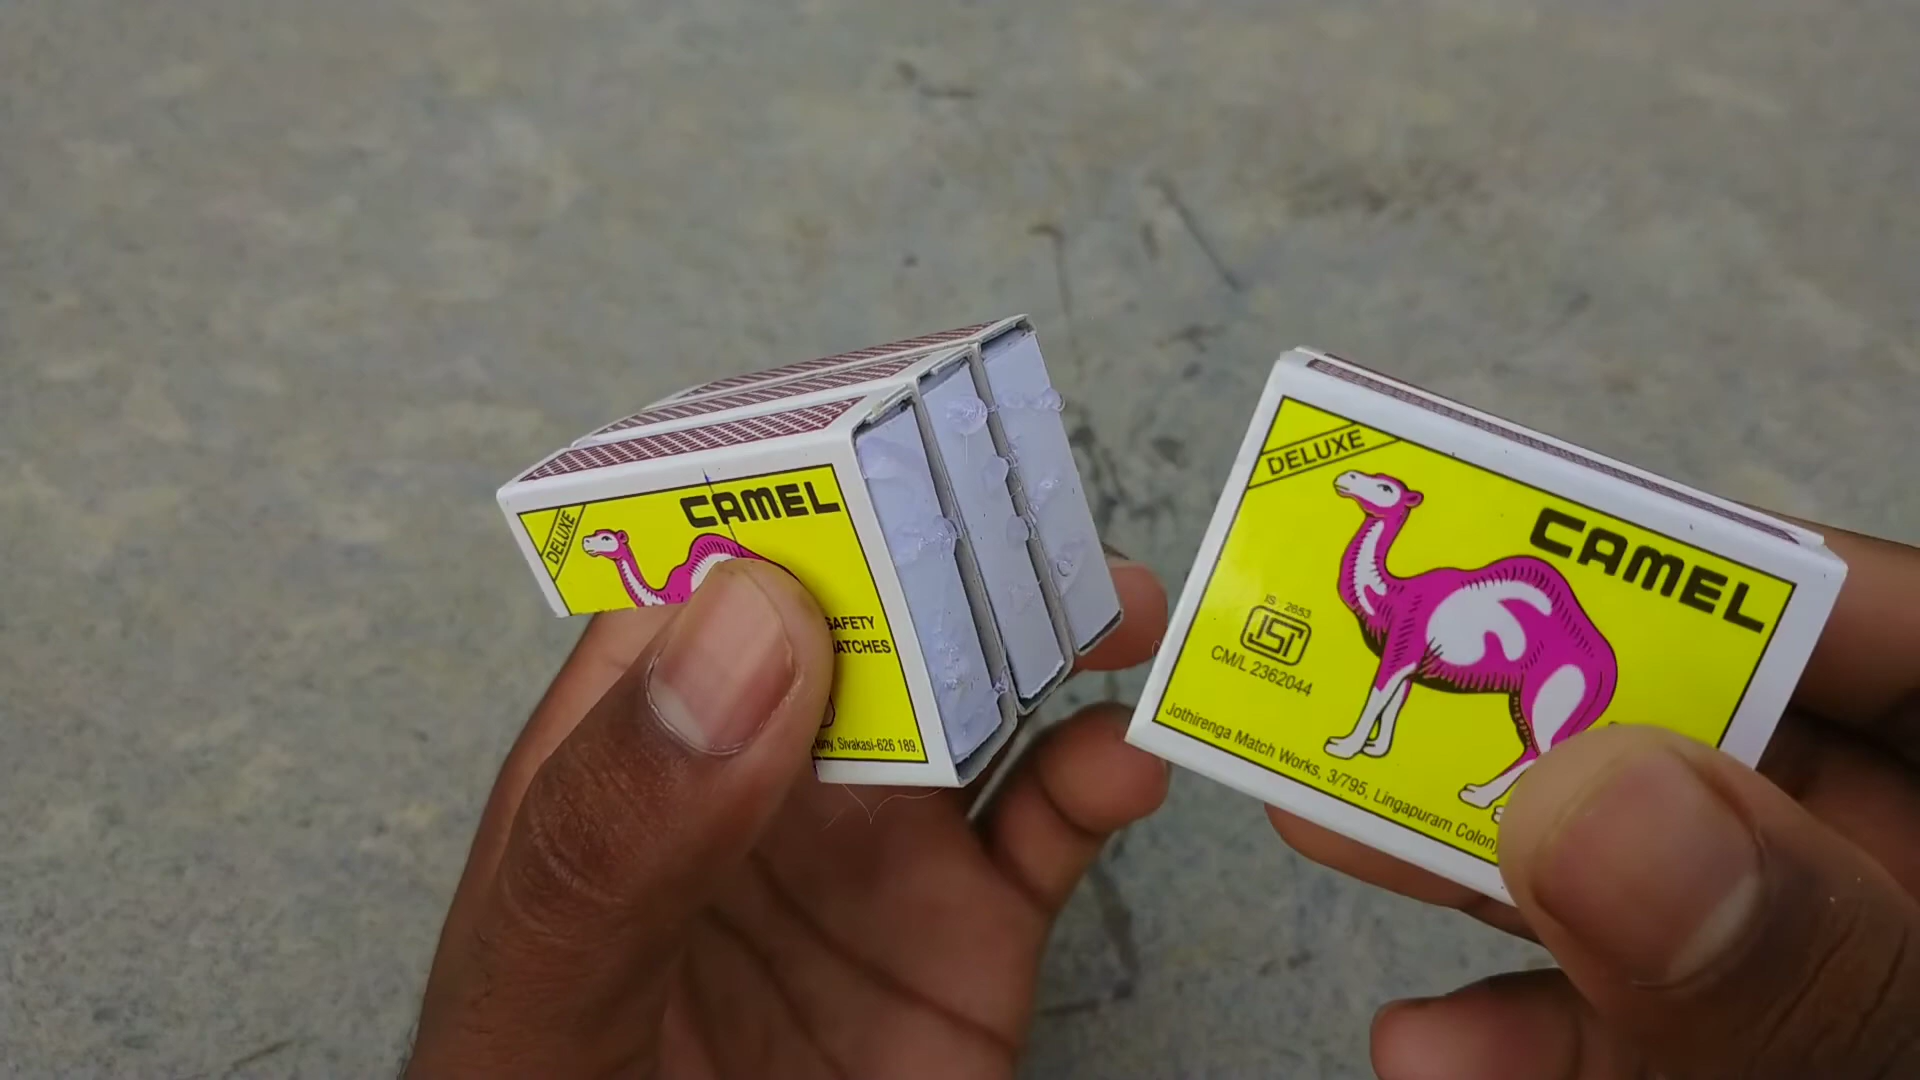 DELUXE
CAMEL
SAFETY
MATCHES
Sivakasi-626 189.
DELUXE
CAMEL
IS : 2653
ISI
CM/L 2362044
Jothirenga Match Works, 3/795, Lingapuram Colony